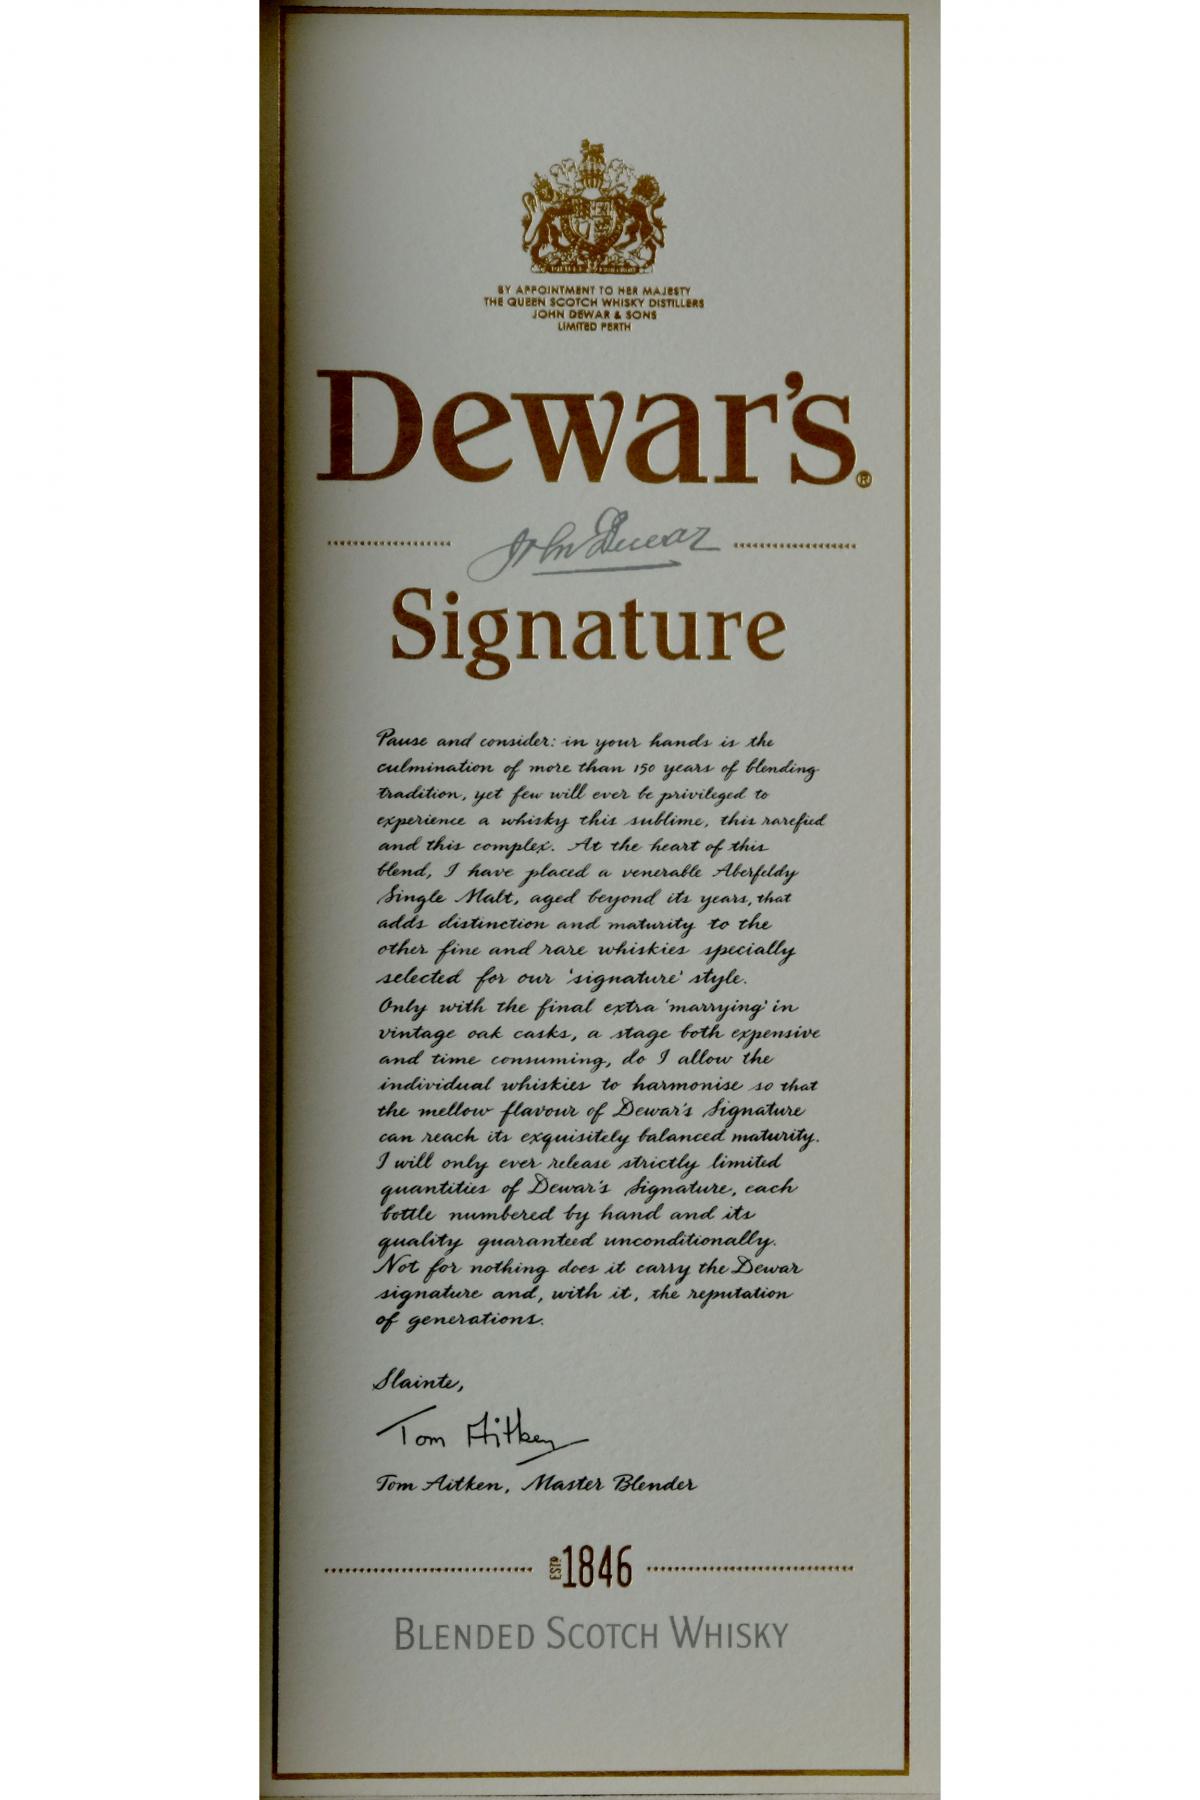 BY APPOINTMENT TO HER MAJESTY
THE QUEEN SCOTCH WHISKY DISTILLERS
JOHN DEWAR & SONS
LIMITED PERTH
Dewar's®
John Dewar
Signature
Pause and consider: in your hands is the
culmination of more than 150 years of blending
tradition, yet few will ever be privileged to
experience a whisky this sublime, this rarefied
and this complex. At the heart of this
blend, I have placed a venerable Aberfeldy
Single Malt, aged beyond its years, that
adds distinction and maturity to the
other fine and rare whiskies specially
selected for our 'signature' style.
Only with the final extra 'marrying' in
vintage oak casks, a stage both expensive
and time consuming, do I allow the
individual whiskies to harmonise so that
the mellow flavour of Dewar's Signature
can reach its exquisitely balanced maturity.
I will only ever release strictly limited
quantities of Dewar's Signature, each
bottle numbered by hand and its
quality guaranteed unconditionally.
Not for nothing does it carry the Dewar
signature and, with it, the reputation
of generations.
Slainte,
Tom Aitken
Tom Aitken, Master Blender
ESTD 1846
BLENDED SCOTCH WHISKY